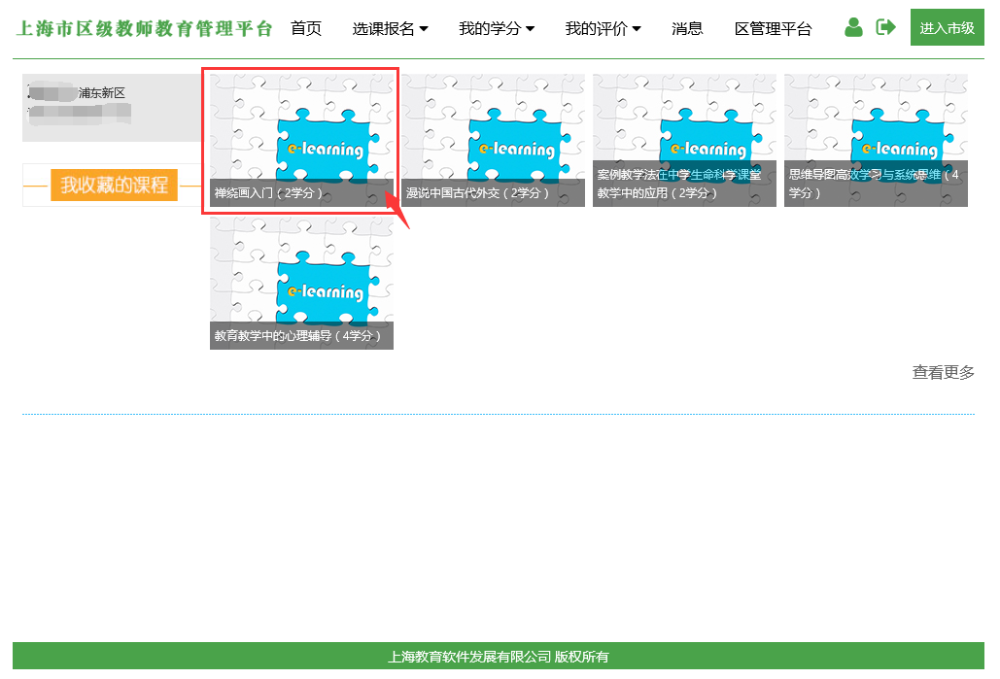 上海市区级教师教育管理平台 首页 选课报名 我的学分 我的评价 消息 区管理平台 进入市级
浦东新区
我收藏的课程
e-learning
禅绕画入门（2学分）
e-learning
漫说中国古代外交（2学分）
e-learning
案例教学法在中学生命科学课堂
教学中的应用（2学分）
e-learning
思维导图高效学习与系统思维（4
学分）
e-learning
教育教学中的心理辅导（4学分）
查看更多
上海教育软件发展有限公司 版权所有